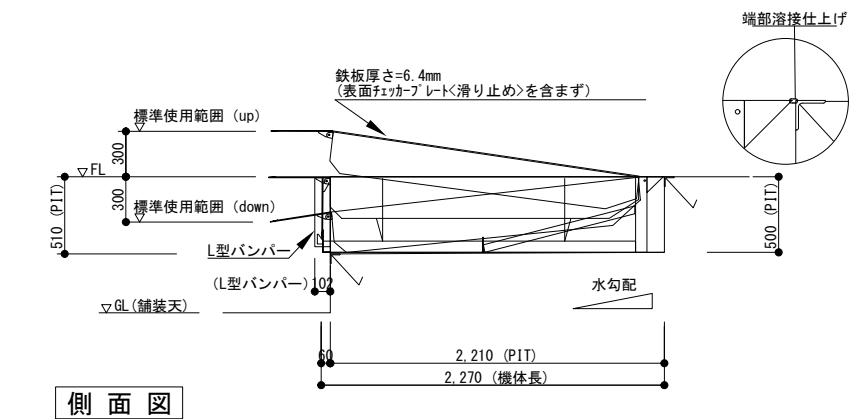 端部溶接仕上げ
鉄板厚さ=6.4mm
(表面ﾁｪｯｶｰﾌﾟﾚｰﾄ<滑り止め>を含まず)
標準使用範囲 (up)
300
▽FL
300
標準使用範囲 (down)
510 (PIT)
500 (PIT)
L型バンパー
(L型バンパー)102
水勾配
▽GL(舗装天)
60
2,210 (PIT)
2,270 (機体長)
側面図